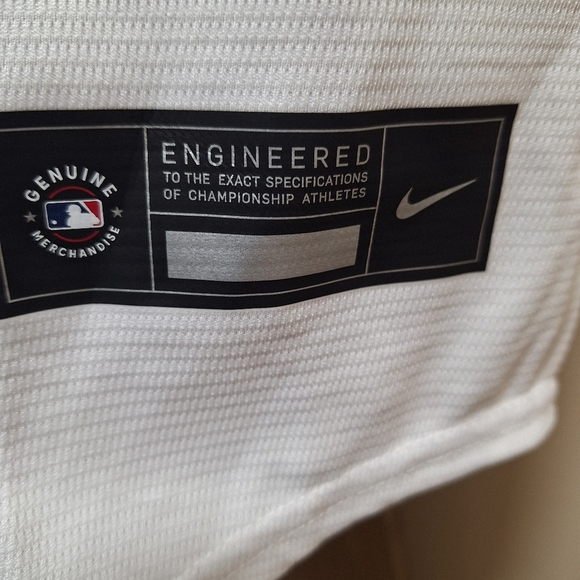 GENUINE
MERCHANDISE
ENGINEERED
TO THE EXACT SPECIFICATIONS
OF CHAMPIONSHIP ATHLETES